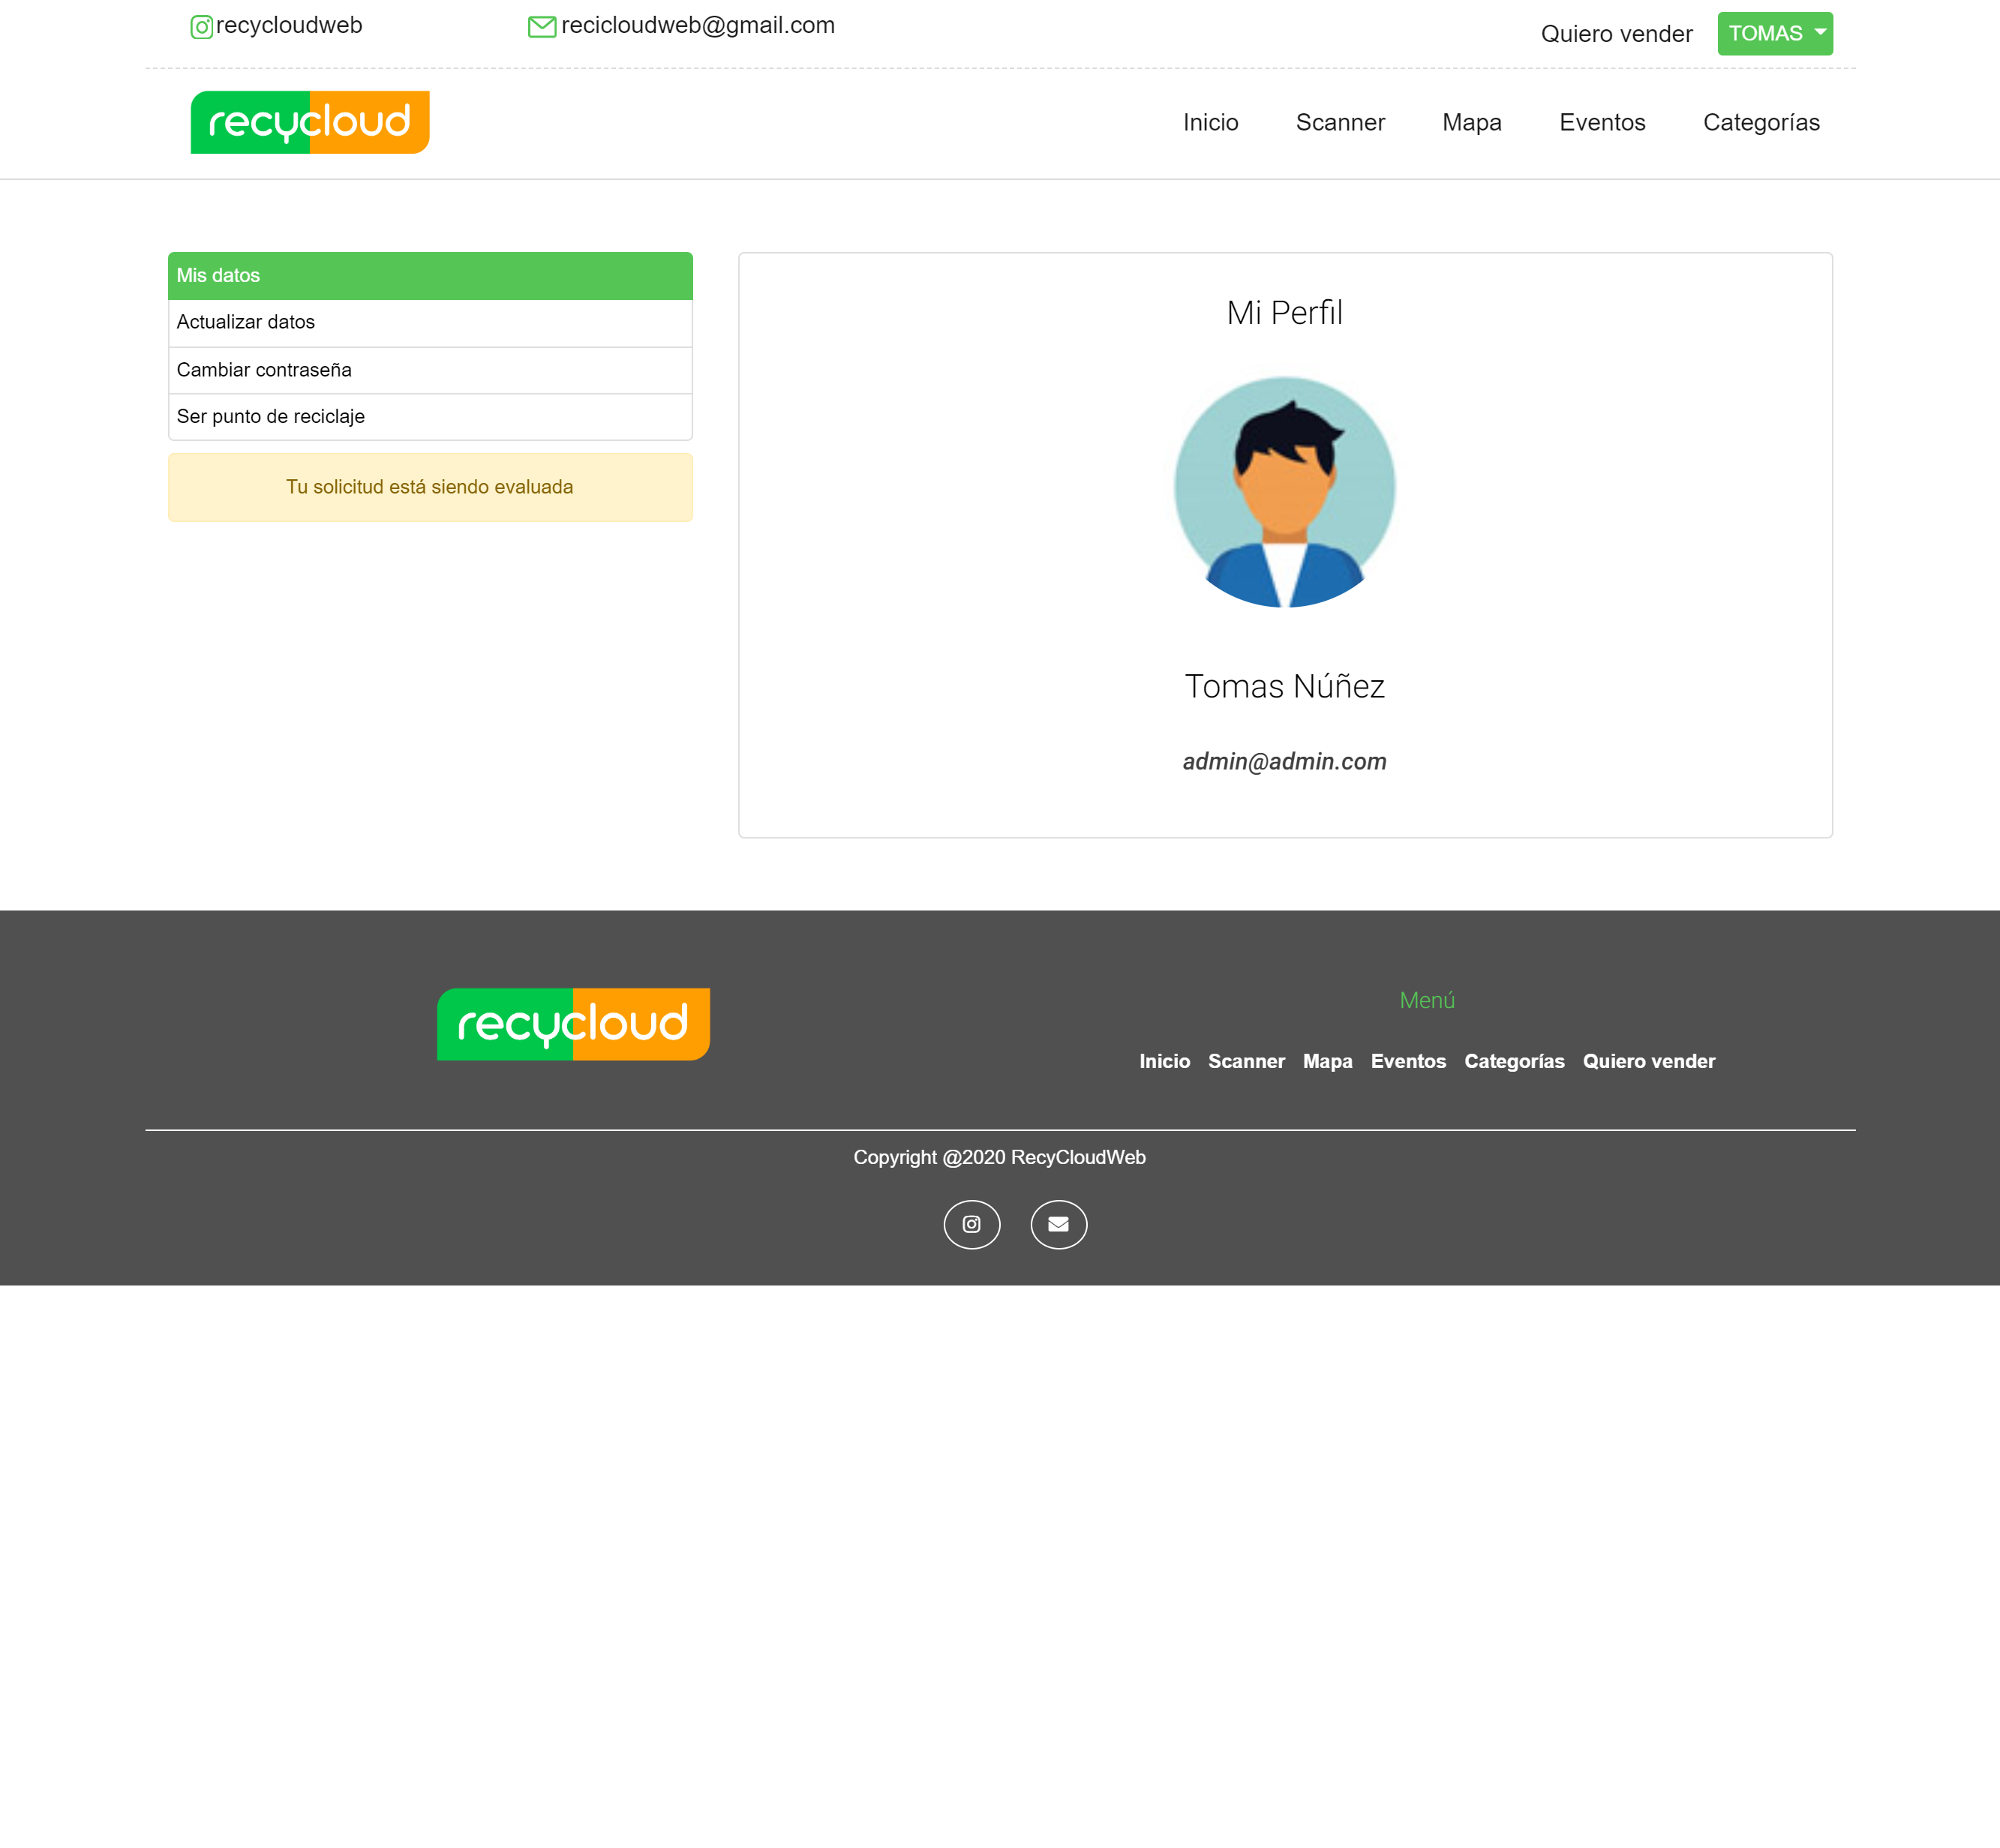 recycloudweb
recicloudweb@gmail.com
Quiero vender
TOMAS
recycloud
Inicio Scanner Mapa Eventos Categorías
Mis datos
Actualizar datos
Cambiar contraseña
Ser punto de reciclaje
Tu solicitud está siendo evaluada
Mi Perfil
Tomas Núñez
admin@admin.com
recycloud
Menú
Inicio Scanner Mapa Eventos Categorías Quiero vender
Copyright @2020 RecyCloudWeb